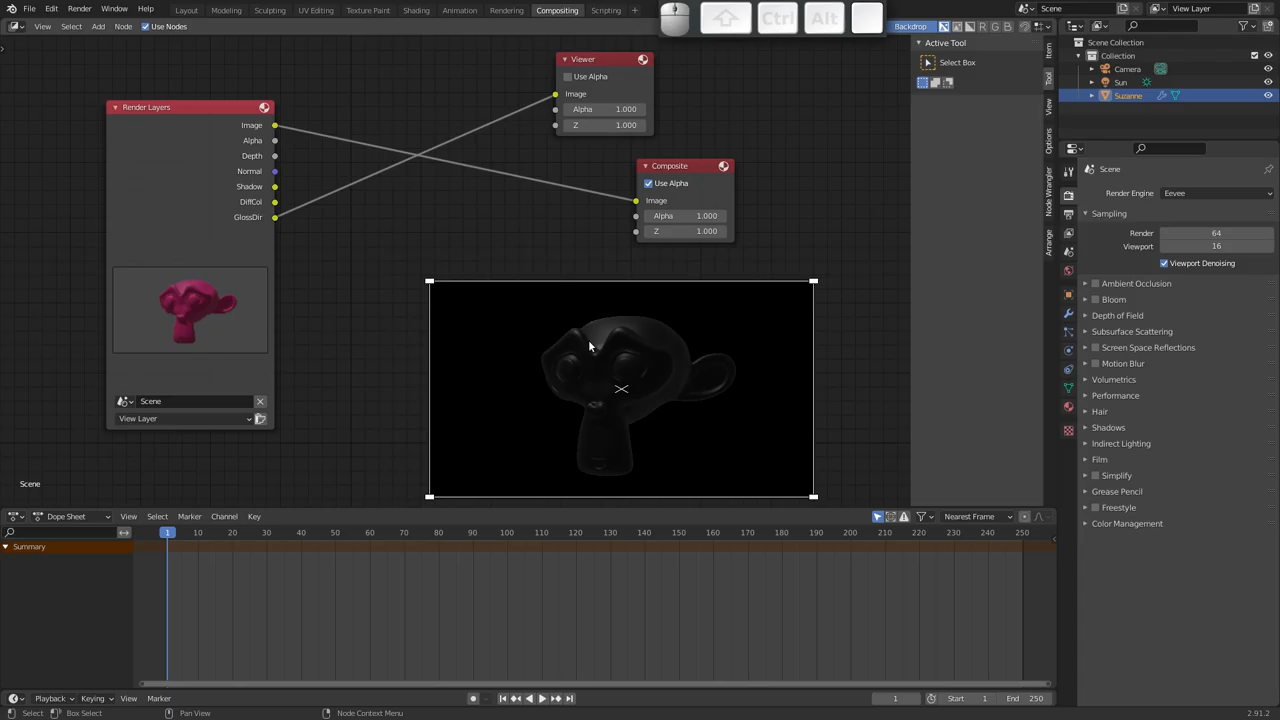 File Edit Render Window Help Layout Modeling Sculpting UV Editing Texture Paint Shading Animation Rendering Compositing Scripting Ctrl Alt Scene View Layer
View Select Add Node Use Nodes Backdrop R G B
Active Tool
Select Box
Item
Tool
View
Options
Node Wrangler
Arrange
Scene Collection
Collection
Camera
Sun
Suzanne
Viewer
Use Alpha
Image
Alpha 1.000
Z 1.000
Render Layers
Image
Alpha
Depth
Normal
Shadow
DiffCol
GlossDir
Scene
View Layer
Composite
Use Alpha
Image
Alpha 1.000
Z 1.000
Scene
Scene
Render Engine Eevee
Sampling
Render 64
Viewport 16
Viewport Denoising
Ambient Occlusion
Bloom
Depth of Field
Subsurface Scattering
Screen Space Reflections
Motion Blur
Volumetrics
Performance
Hair
Shadows
Indirect Lighting
Film
Simplify
Grease Pencil
Freestyle
Color Management
Dope Sheet View Select Marker Channel Key Nearest Frame
1 10 20 30 40 50 60 70 80 90 100 110 120 130 140 150 160 170 180 190 200 210 220 230 240 250
Summary
Playback Keying View Marker 1 Start 1 End 250
Select Box Select Pan View Node Context Menu 2.91.2